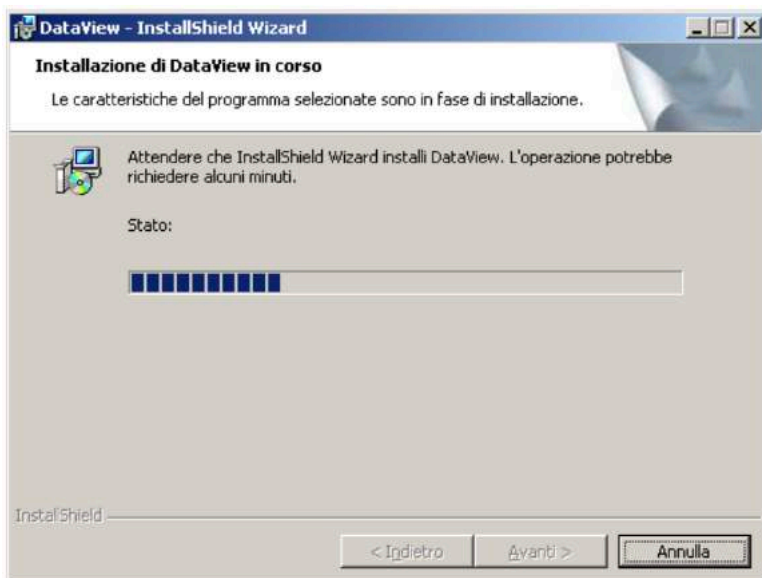 DataView - InstallShield Wizard
Installazione di DataView in corso
Le caratteristiche del programma selezionate sono in fase di installazione.
Attendere che InstallShield Wizard installi DataView. L'operazione potrebbe
richiedere alcuni minuti.
Stato:
InstallShield
< Indietro
Avanti >
Annulla